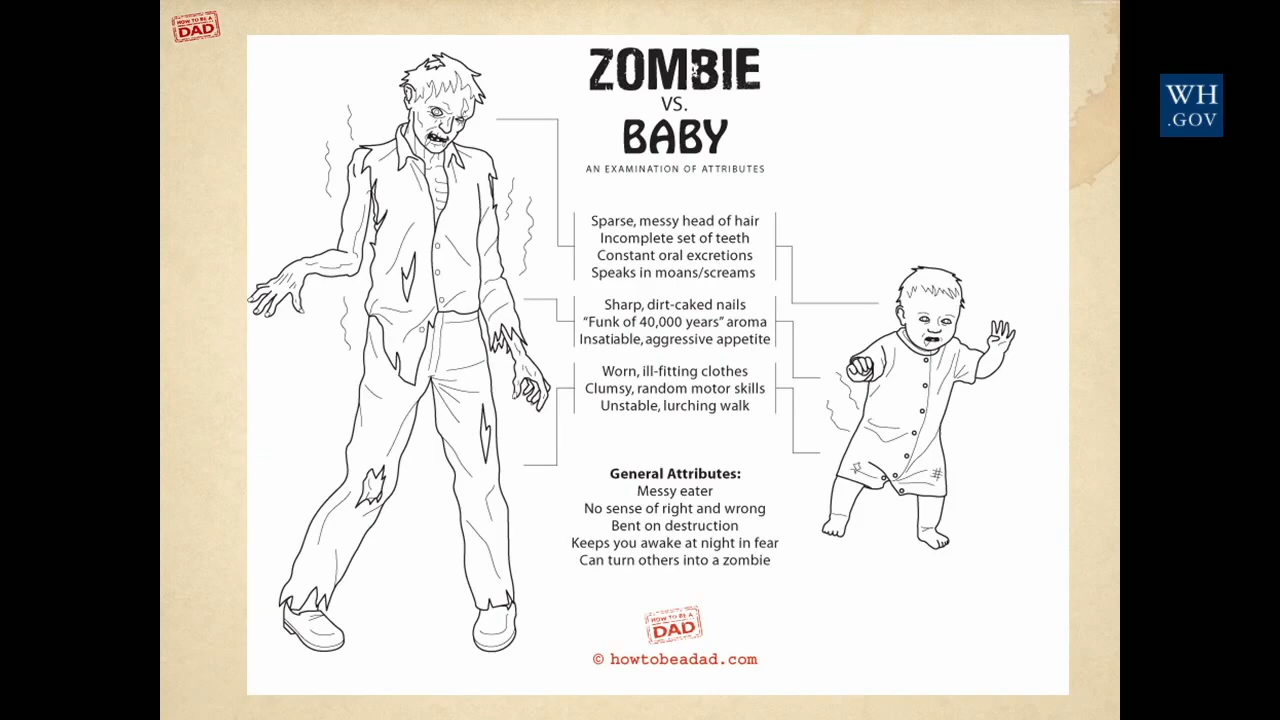 HOW TO BE A
DAD
WH
.GOV
ZOMBIE
VS.
BABY
AN EXAMINATION OF ATTRIBUTES
Sparse, messy head of hair
Incomplete set of teeth
Constant oral excretions
Speaks in moans/screams
Sharp, dirt-caked nails
“Funk of 40,000 years” aroma
Insatiable, aggressive appetite
Worn, ill-fitting clothes
Clumsy, random motor skills
Unstable, lurching walk
General Attributes:
Messy eater
No sense of right and wrong
Bent on destruction
Keeps you awake at night in fear
Can turn others into a zombie
HOW TO BE A
DAD
© howtobeadad.com